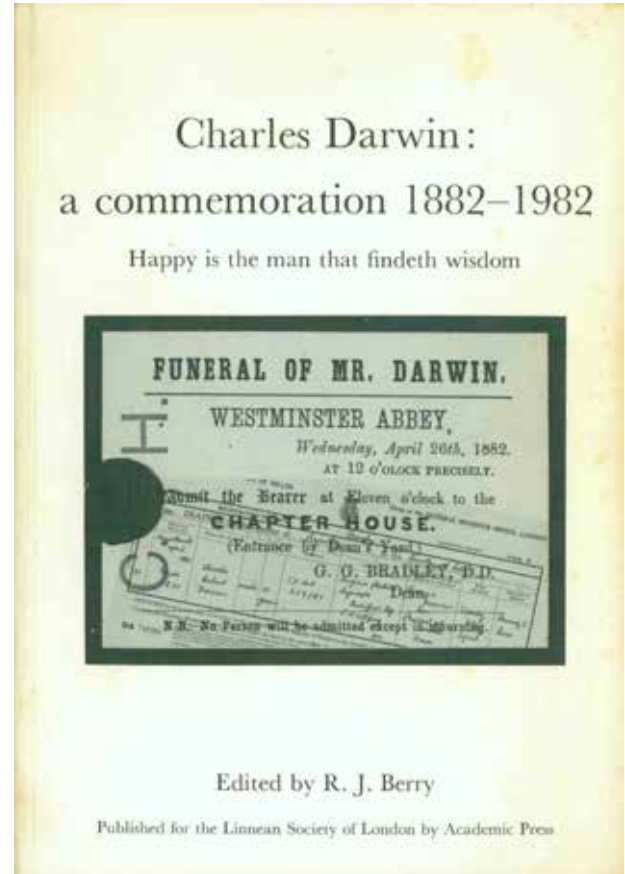 Charles Darwin:
a commemoration 1882–1982
Happy is the man that findeth wisdom
FUNERAL OF MR. DARWIN.
WESTMINSTER ABBEY,
Wednesday, April 26th, 1882.
AT 12 O'CLOCK PRECISELY.
Admit the Bearer at Eleven o'clock to the
CHAPTER HOUSE.
(Entrance by Dean's Yard.)
G. G. BRADLEY, D.D.
Dean.
N.B. No Person will be admitted except in mourning.
Edited by R. J. Berry
Published for the Linnean Society of London by Academic Press